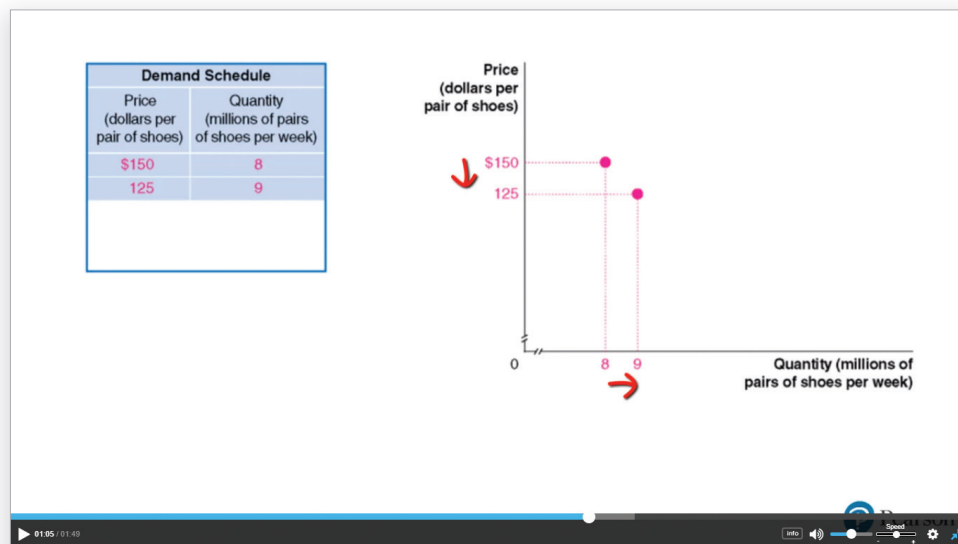 Demand Schedule
Price
(dollars per
pair of shoes)
Quantity
(millions of pairs
of shoes per week)
$150 8
125 9
Price
(dollars per
pair of shoes)
$150
125
0 8 9
Quantity (millions of
pairs of shoes per week)
Pearson
01:05 / 01:49
Info
Speed
- +